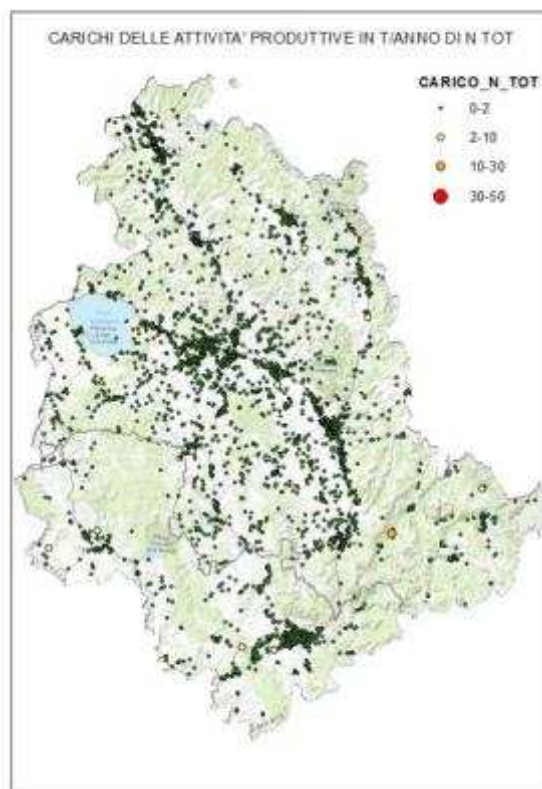 CARICHI DELLE ATTIVITA' PRODUTTIVE IN T/ANNO DI N TOT
CARICO_N_TOT
0-2
2-10
10-30
30-50